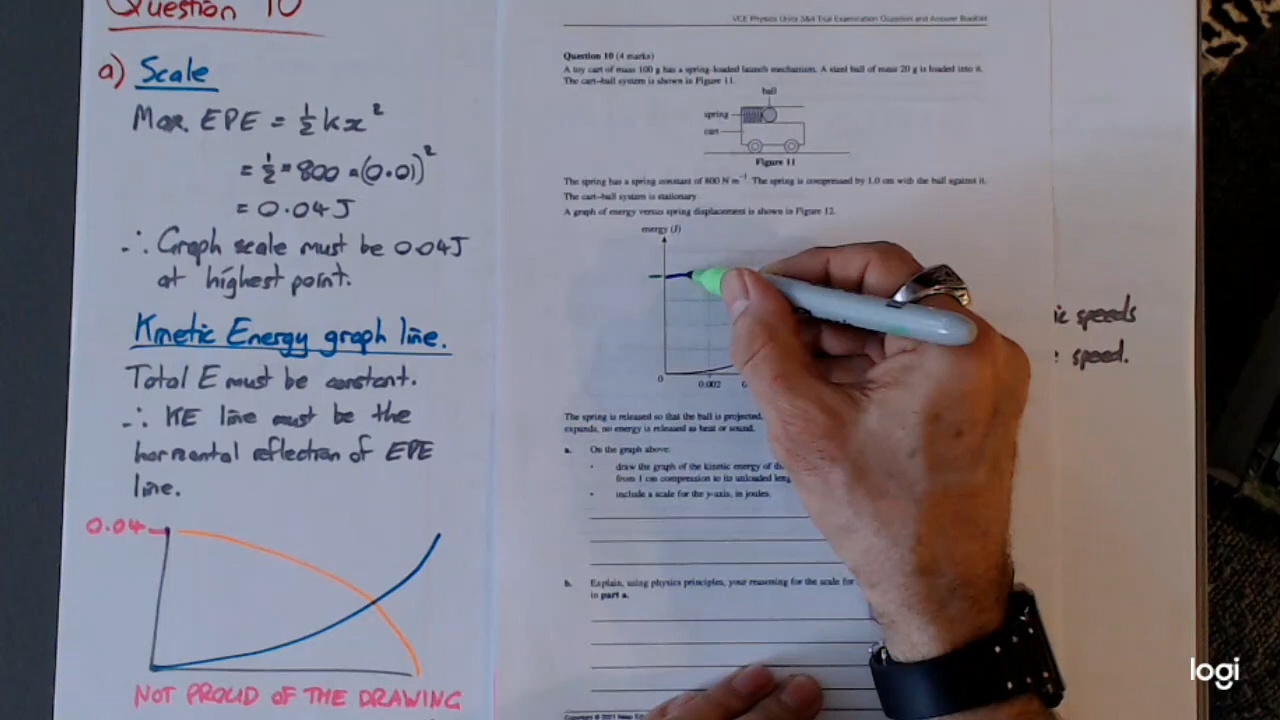 Question 10
a) Scale
Max. EPE = ½kx²
= ½ × 800 × (0.01)²
= 0.04J
∴ Graph scale must be 0.04J
at highest point.
Kinetic Energy graph line.
Total E must be constant.
∴ KE line must be the
horizontal reflection of EPE
line.
0.04
NOT PROUD OF THE DRAWING
VCE Physics Units 3&4 Trial Examination Question and Answer Booklet
Question 10 (4 marks)
A toy cart of mass 100 g has a spring-loaded launch mechanism. A steel ball of mass 20 g is loaded into it.
The cart–ball system is shown in Figure 11.
ball
spring
cart
Figure 11
The spring has a spring constant of 800 N m⁻¹. The spring is compressed by 1.0 cm with the ball against it.
The cart–ball system is stationary.
A graph of energy versus spring displacement is shown in Figure 12.
energy (J)
0
0.002
The spring is released so that the ball is projected,
expands, no energy is released as heat or sound.
a. On the graph above:
• draw the graph of the kinetic energy of
from 1 cm compression to its unloaded
• include a scale for the y-axis, in joules.
b. Explain, using physics principles, your reasoning for the scale for
in part a.
speeds
speed.
logi